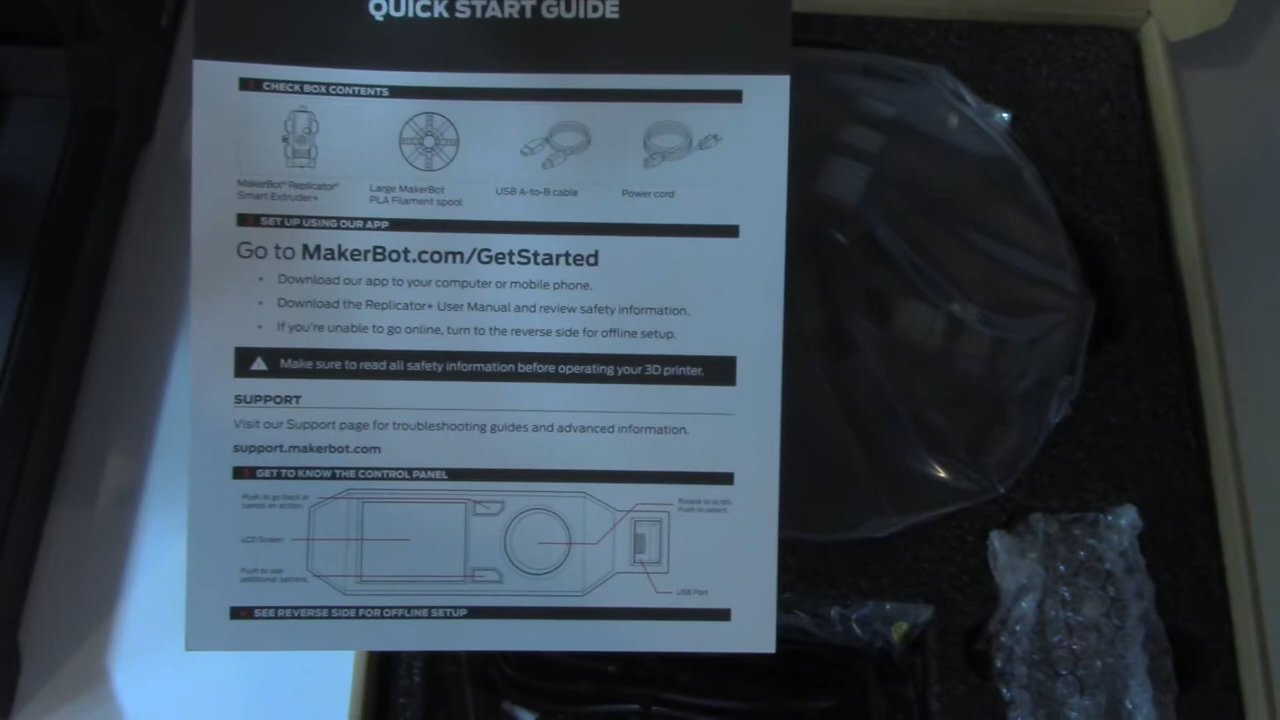 QUICK START GUIDE
1 CHECK BOX CONTENTS
MakerBot® Replicator®
Smart Extruder+
Large MakerBot
PLA Filament spool
USB A-to-B cable
Power cord
2 SET UP USING OUR APP
Go to MakerBot.com/GetStarted
• Download our app to your computer or mobile phone.
• Download the Replicator+ User Manual and review safety information.
• If you're unable to go online, turn to the reverse side for offline setup.
Make sure to read all safety information before operating your 3D printer.
SUPPORT
Visit our Support page for troubleshooting guides and advanced information.
support.makerbot.com
3 GET TO KNOW THE CONTROL PANEL
Push to go back or
cancel an action.
Rotate to scroll.
Push to select.
LCD Screen
Push to see
additional options.
USB Port
4 SEE REVERSE SIDE FOR OFFLINE SETUP